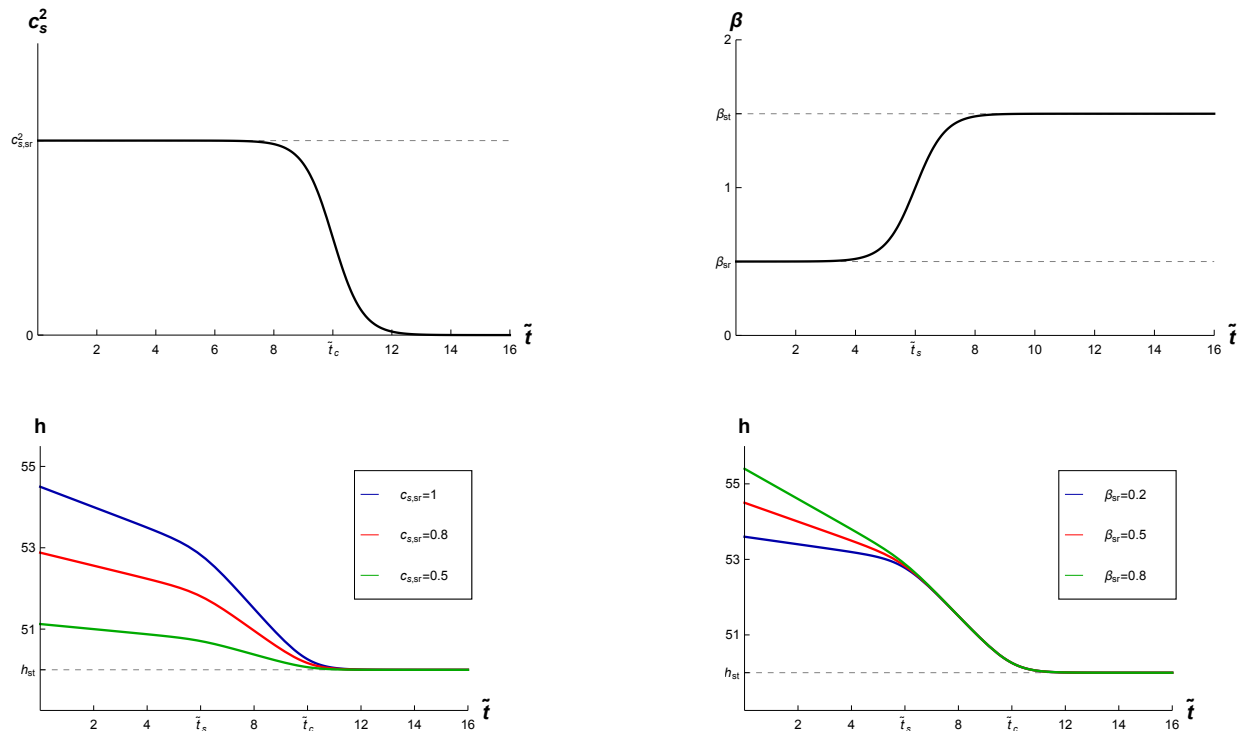 c_s^2
c_{s,sr}^2
0
2 4 6 8 t̃_c 12 14 16
t̃
β
2
β_st
1
β_sr
0
2 4 t̃_s 8 10 12 14 16
t̃
h
55
53
51
h_st
c_{s,sr}=1
c_{s,sr}=0.8
c_{s,sr}=0.5
2 4 t̃_s 8 t̃_c 12 14 16
t̃
h
55
53
51
h_st
β_sr=0.2
β_sr=0.5
β_sr=0.8
2 4 t̃_s 8 t̃_c 12 14 16
t̃